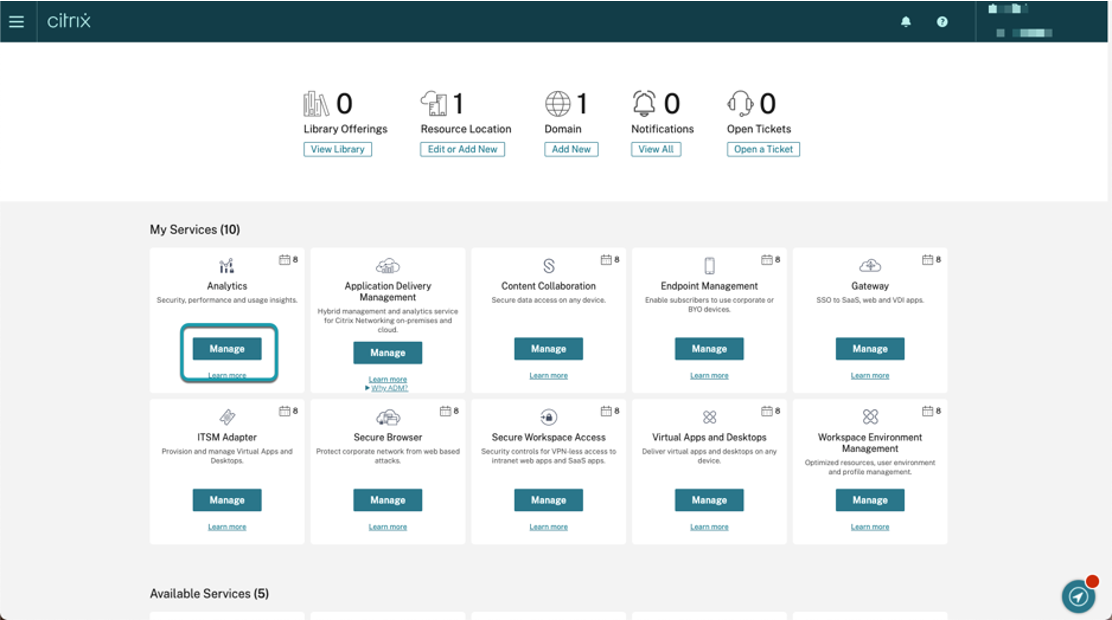 citrix
0
Library Offerings
View Library
1
Resource Location
Edit or Add New
1
Domain
Add New
0
Notifications
View All
0
Open Tickets
Open a Ticket
My Services (10)
8
Analytics
Security, performance and usage insights.
Manage
Learn more
Application Delivery
Management
Hybrid management and analytics service
for Citrix Networking on-premises and
cloud.
Manage
Learn more
Why ADM?
8
Content Collaboration
Secure data access on any device.
Manage
Learn more
8
Endpoint Management
Enable subscribers to use corporate or
BYO devices.
Manage
Learn more
8
Gateway
SSO to SaaS, web and VDI apps.
Manage
Learn more
8
ITSM Adapter
Provision and manage Virtual Apps and
Desktops.
Manage
Learn more
8
Secure Browser
Protect corporate network from web based
attacks.
Manage
Learn more
8
Secure Workspace Access
Security controls for VPN-less access to
intranet web apps and SaaS apps.
Manage
Learn more
8
Virtual Apps and Desktops
Deliver virtual apps and desktops on any
device.
Manage
Learn more
8
Workspace Environment
Management
Optimized resources, user environment
and profile management.
Manage
Learn more
Available Services (5)